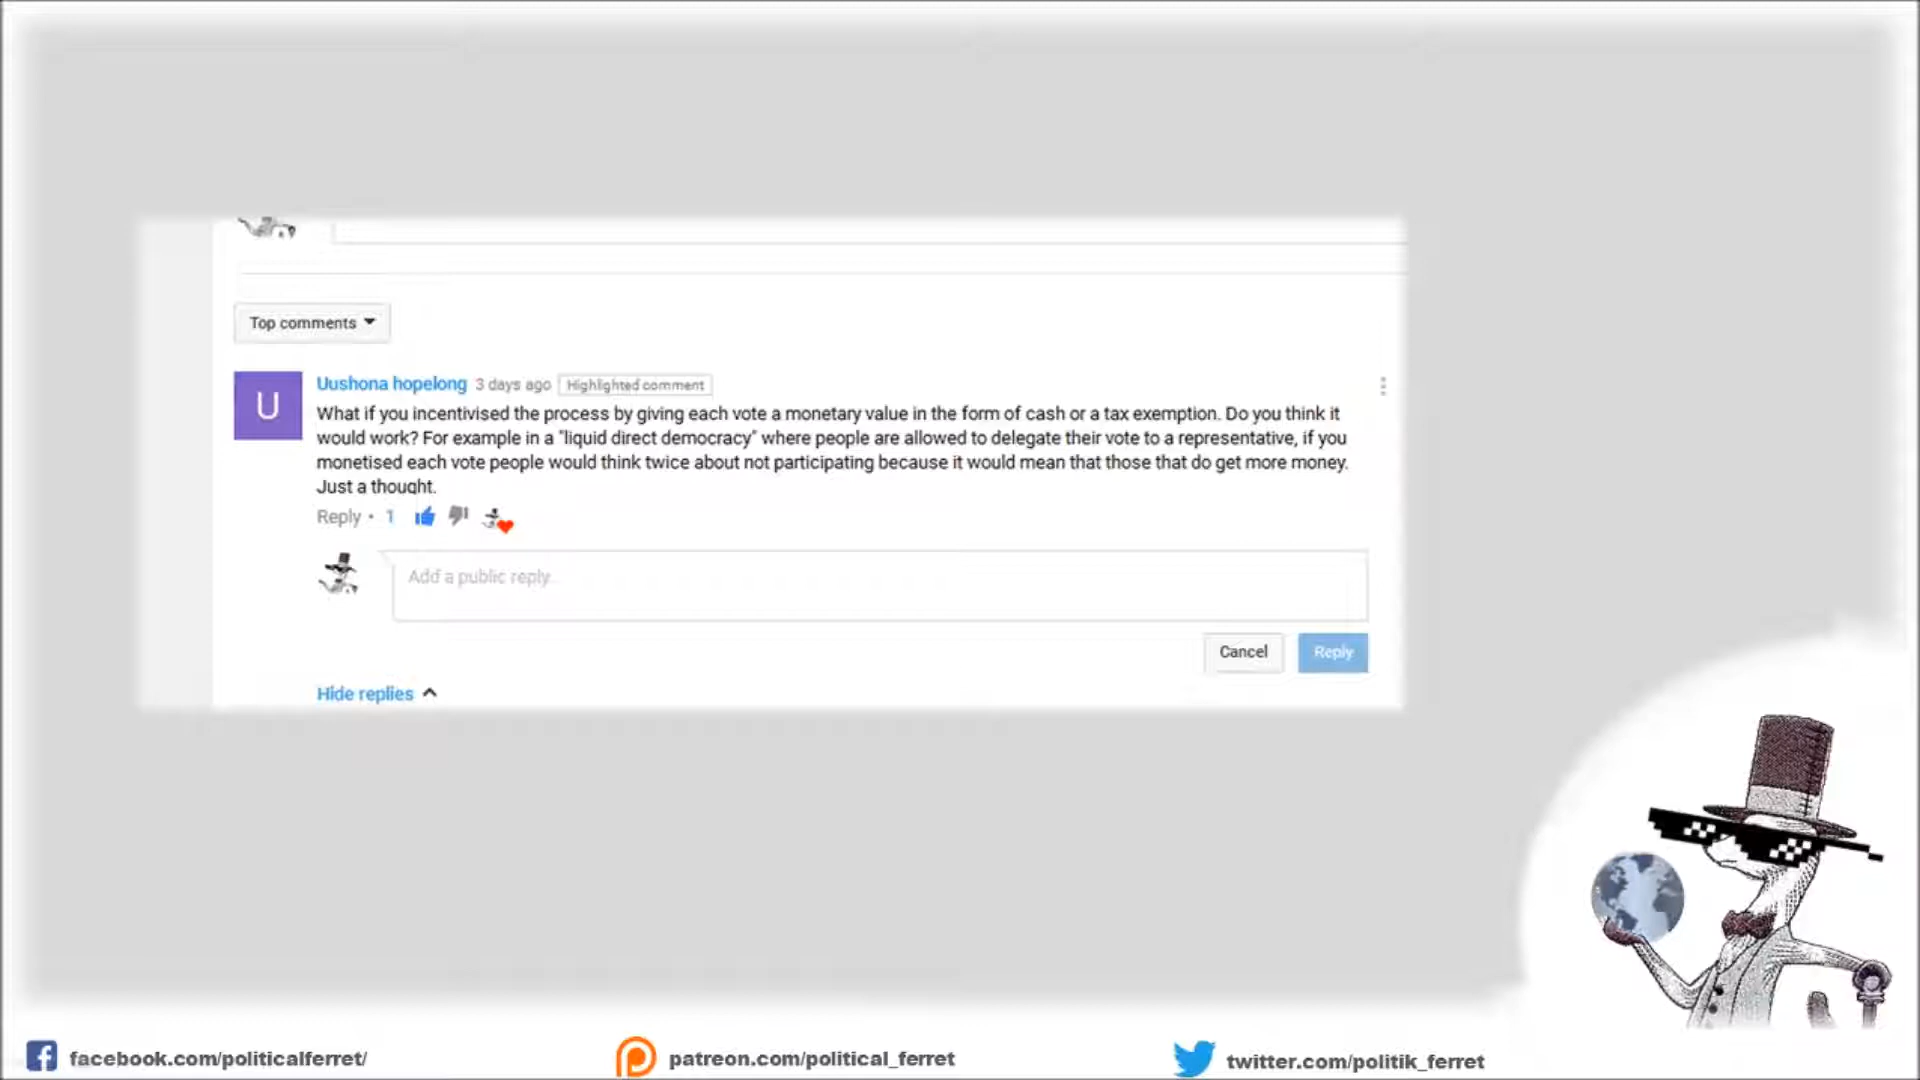 Top comments
U
Uushona hopelong 3 days ago Highlighted comment
What if you incentivised the process by giving each vote a monetary value in the form of cash or a tax exemption. Do you think it
would work? For example in a "liquid direct democracy" where people are allowed to delegate their vote to a representative, if you
monetised each vote people would think twice about not participating because it would mean that those that do get more money.
Just a thought.
Reply • 1
Add a public reply...
Cancel Reply
Hide replies
facebook.com/politicalferret/ patreon.com/political_ferret twitter.com/politik_ferret